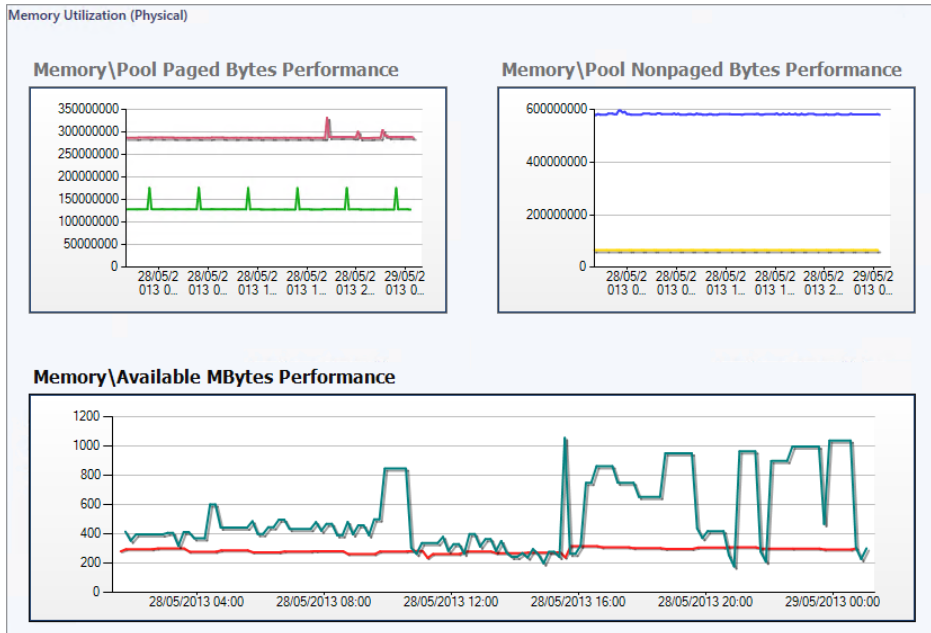 Memory Utilization (Physical)
Memory\Pool Paged Bytes Performance
350000000
300000000
250000000
200000000
150000000
100000000
50000000
0
28/05/2 28/05/2 28/05/2 28/05/2 28/05/2 29/05/2
013 0... 013 0... 013 1... 013 1... 013 2... 013 0...
Memory\Pool Nonpaged Bytes Performance
600000000
400000000
200000000
0
28/05/2 28/05/2 28/05/2 28/05/2 28/05/2 29/05/2
013 0... 013 0... 013 1... 013 1... 013 2... 013 0...
Memory\Available MBytes Performance
1200
1000
800
600
400
200
0
28/05/2013 04:00 28/05/2013 08:00 28/05/2013 12:00 28/05/2013 16:00 28/05/2013 20:00 29/05/2013 00:00